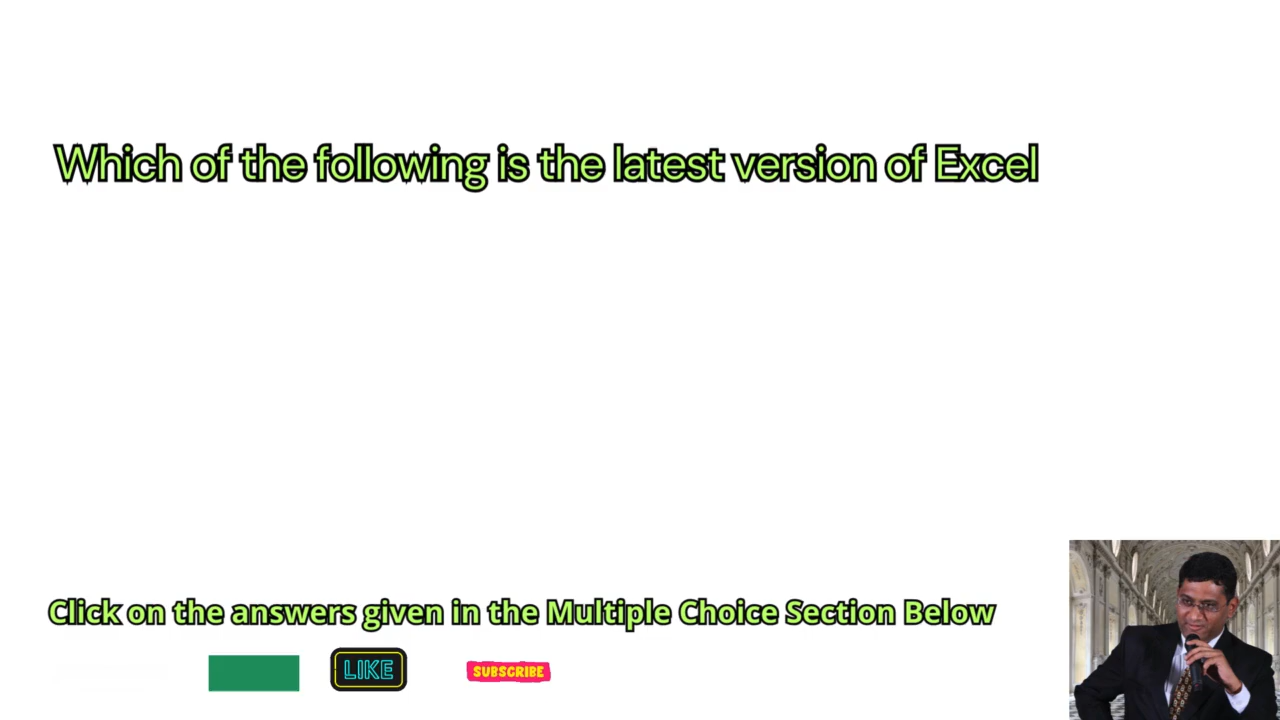 Which of the following is the latest version of Excel
Click on the answers given in the Multiple Choice Section Below
LIKE
SUBSCRIBE